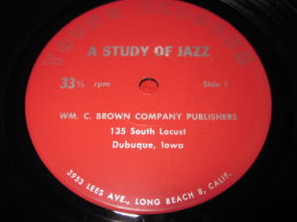 A STUDY OF JAZZ
33⅓ rpm Side 1
WM. C. BROWN COMPANY PUBLISHERS
135 South Locust
Dubuque, Iowa
3953 LEES AVE., LONG BEACH 8, CALIF.